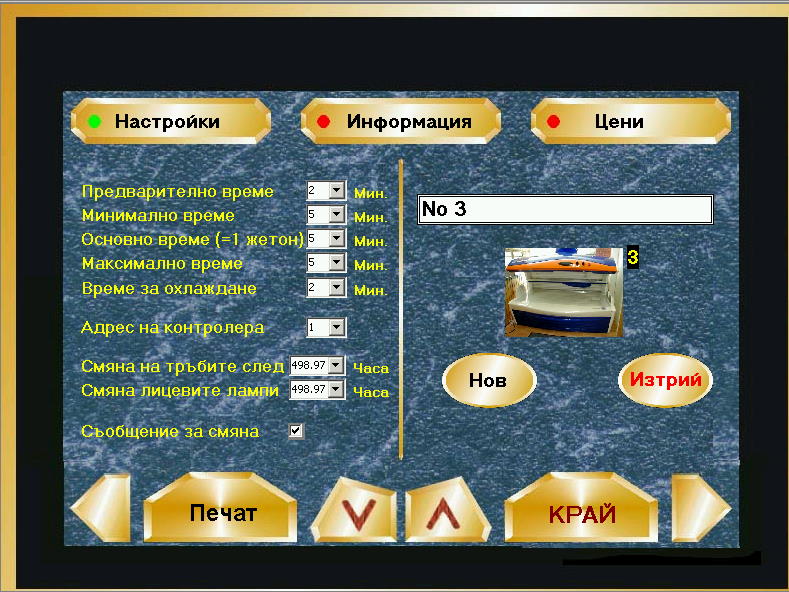 Настройки
Информация
Цени
Предварително време 2 Мин.
Минимално време 5 Мин.
Основно време (=1 жетон) 5 Мин.
Максимално време 5 Мин.
Време за охлаждане 2 Мин.
Адрес на контролера 1
Смяна на тръбите след 498.97 Часа
Смяна лицевите лампи 498.97 Часа
Съобщение за смяна
No 3
3
Нов
Изтрий
Печат
КРАЙ